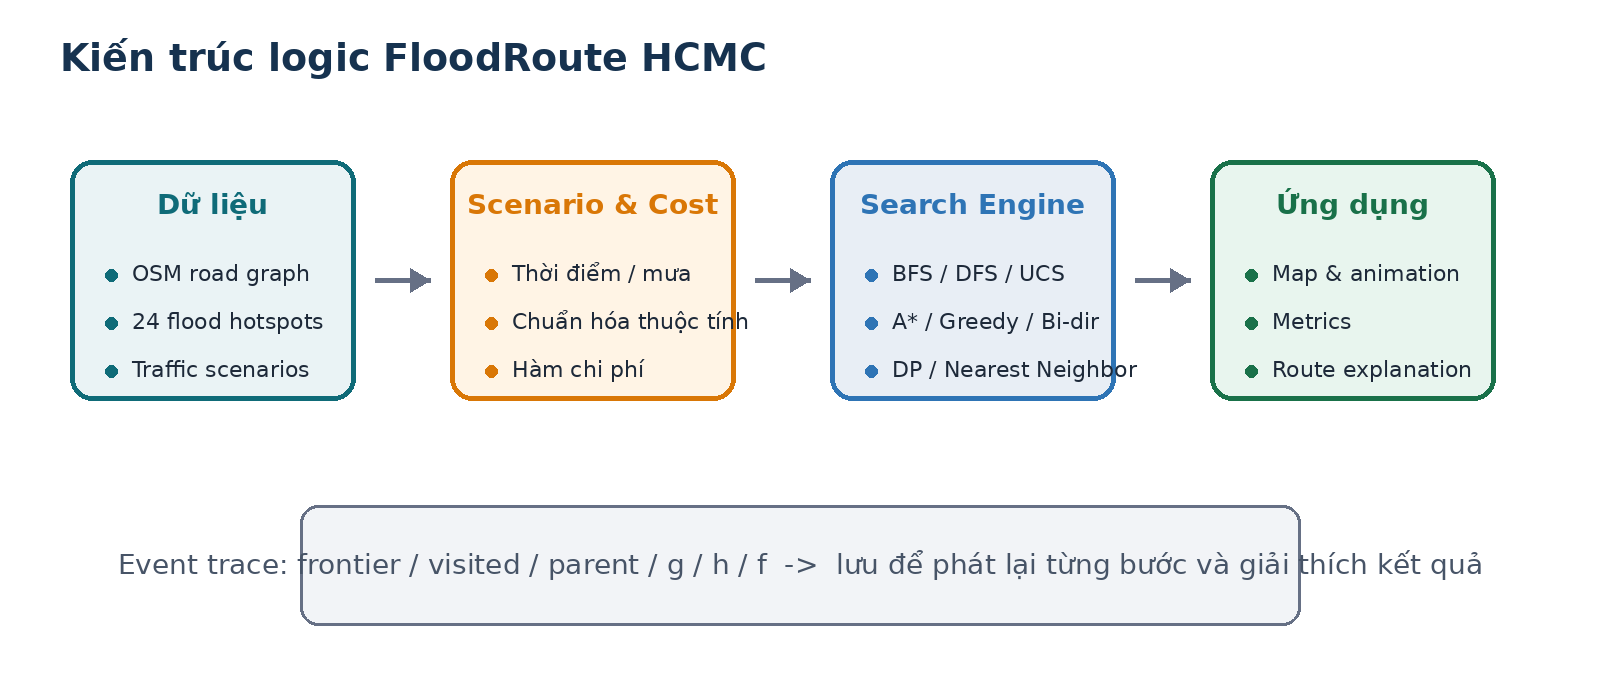 Kiến trúc logic FloodRoute HCMC
Dữ liệu
OSM road graph
24 flood hotspots
Traffic scenarios
Scenario & Cost
Thời điểm / mưa
Chuẩn hóa thuộc tính
Hàm chi phí
Search Engine
BFS / DFS / UCS
A* / Greedy / Bi-dir
DP / Nearest Neighbor
Ứng dụng
Map & animation
Metrics
Route explanation
Event trace: frontier / visited / parent / g / h / f -> lưu để phát lại từng bước và giải thích kết quả